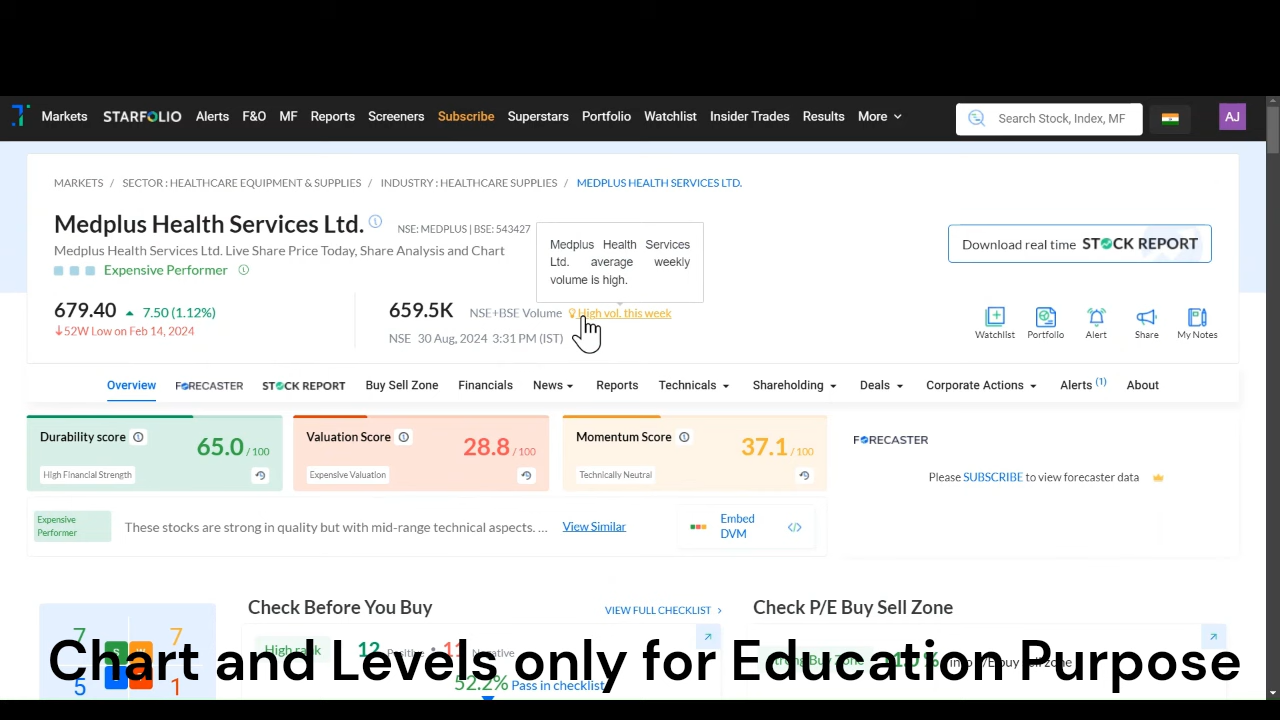 Markets STARFOLIO Alerts F&O MF Reports Screeners Subscribe Superstars Portfolio Watchlist Insider Trades Results More Search Stock, Index, MF AJ
MARKETS / SECTOR : HEALTHCARE EQUIPMENT & SUPPLIES / INDUSTRY : HEALTHCARE SUPPLIES / MEDPLUS HEALTH SERVICES LTD.
Medplus Health Services Ltd. NSE: MEDPLUS | BSE: 543427
Medplus Health Services Ltd. Live Share Price Today, Share Analysis and Chart
Expensive Performer
Medplus Health Services
Ltd. average weekly
volume is high.
Download real time STOCK REPORT
679.40 7.50 (1.12%)
52W Low on Feb 14, 2024
659.5K NSE+BSE Volume High vol. this week
NSE 30 Aug, 2024 3:31 PM (IST)
Watchlist Portfolio Alert Share My Notes
Overview FORECASTER STOCK REPORT Buy Sell Zone Financials News Reports Technicals Shareholding Deals Corporate Actions Alerts (1) About
Durability score 65.0 / 100
High Financial Strength
Valuation Score 28.8 / 100
Expensive Valuation
Momentum Score 37.1 / 100
Technically Neutral
FORECASTER
Please SUBSCRIBE to view forecaster data
Expensive
Performer
These stocks are strong in quality but with mid-range technical aspects. ... View Similar
Embed
DVM
Check Before You Buy VIEW FULL CHECKLIST
Check P/E Buy Sell Zone
7 7
S W
High rank 12 Positive
5 1
52.2% Pass in checklist
Chart and Levels only for Education Purpose